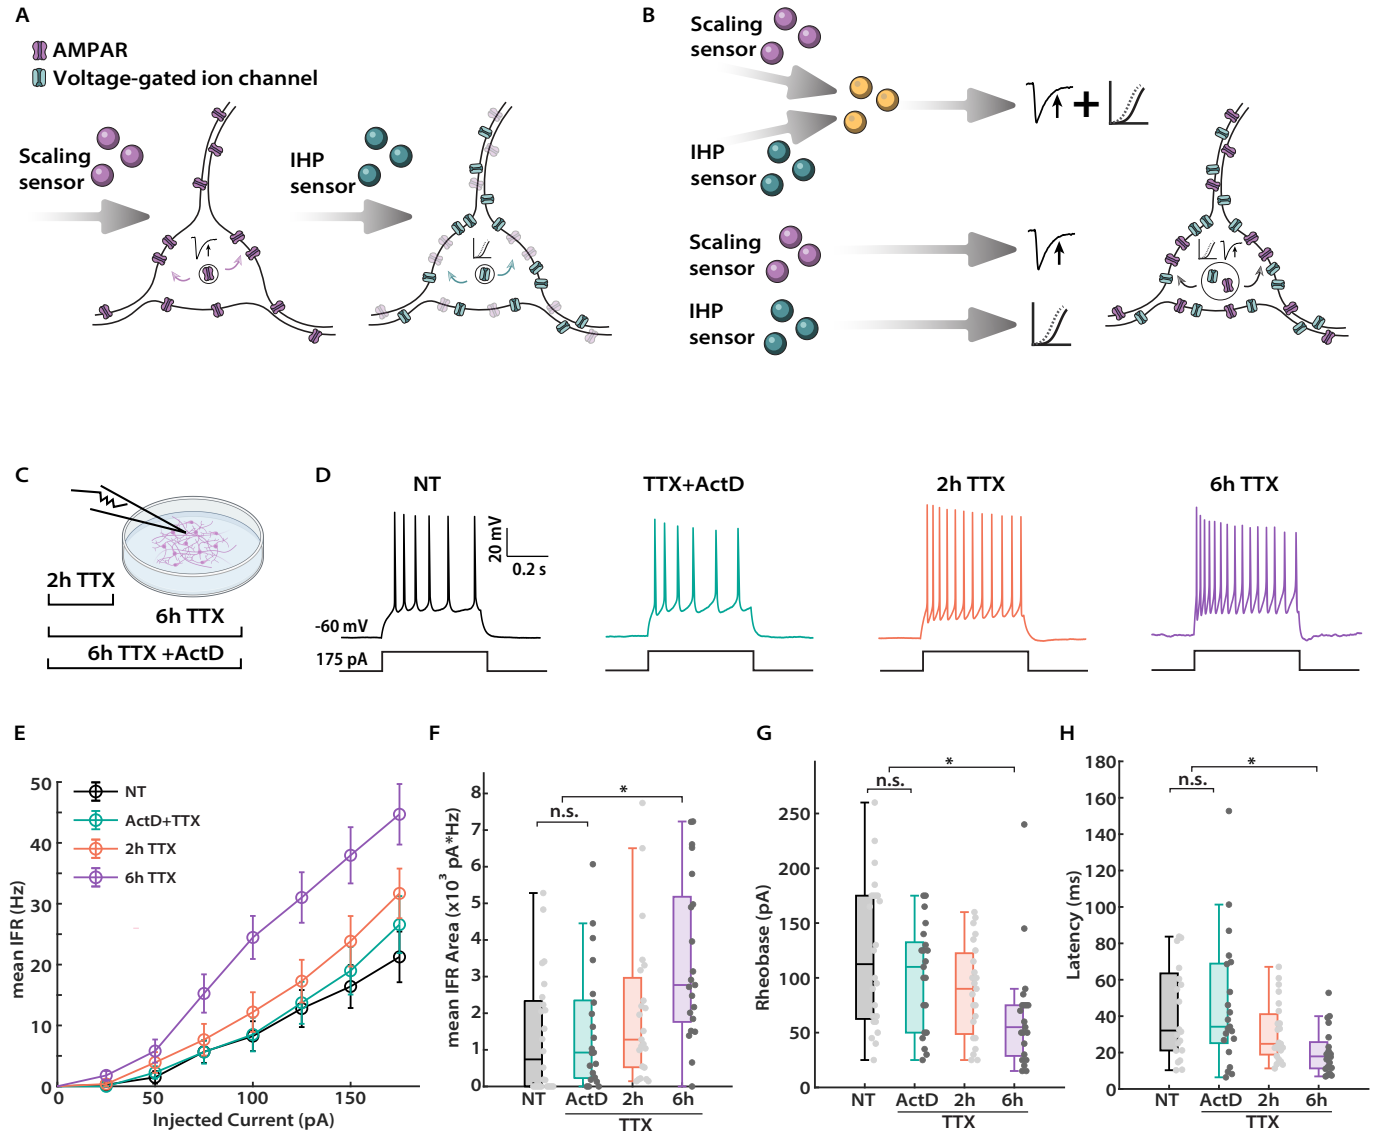 A
AMPAR
Voltage-gated ion channel
Scaling
sensor
IHP
sensor
B
Scaling
sensor
IHP
sensor
Scaling
sensor
IHP
sensor
C
2h TTX
6h TTX
6h TTX +ActD
D
NT
TTX+ActD
2h TTX
6h TTX
20 mV
0.2 s
-60 mV
175 pA
E
mean IFR (Hz)
50
40
30
20
10
0
NT
ActD+TTX
2h TTX
6h TTX
0 50 100 150
Injected Current (pA)
F
mean IFR Area (x10³ pA*Hz)
8
7
6
5
4
3
2
1
0
n.s.
*
NT ActD 2h 6h
TTX
G
Rheobase (pA)
250
200
150
100
50
0
n.s.
*
NT ActD 2h 6h
TTX
H
Latency (ms)
180
160
140
120
100
80
60
40
20
0
n.s.
*
NT ActD 2h 6h
TTX